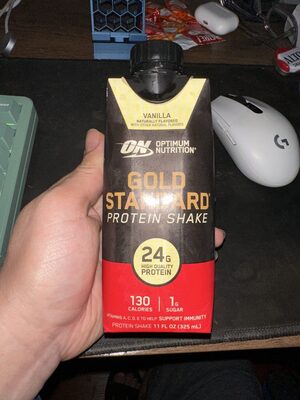 VANILLA
NATURALLY FLAVORED
WITH OTHER NATURAL FLAVORS
ON OPTIMUM
NUTRITION®
GOLD
STANDARD
PROTEIN SHAKE
24G
HIGH QUALITY
PROTEIN
130 1G
CALORIES SUGAR
VITAMINS A, C, D, E TO HELP SUPPORT IMMUNITY
PROTEIN SHAKE 11 FL OZ (325 mL)